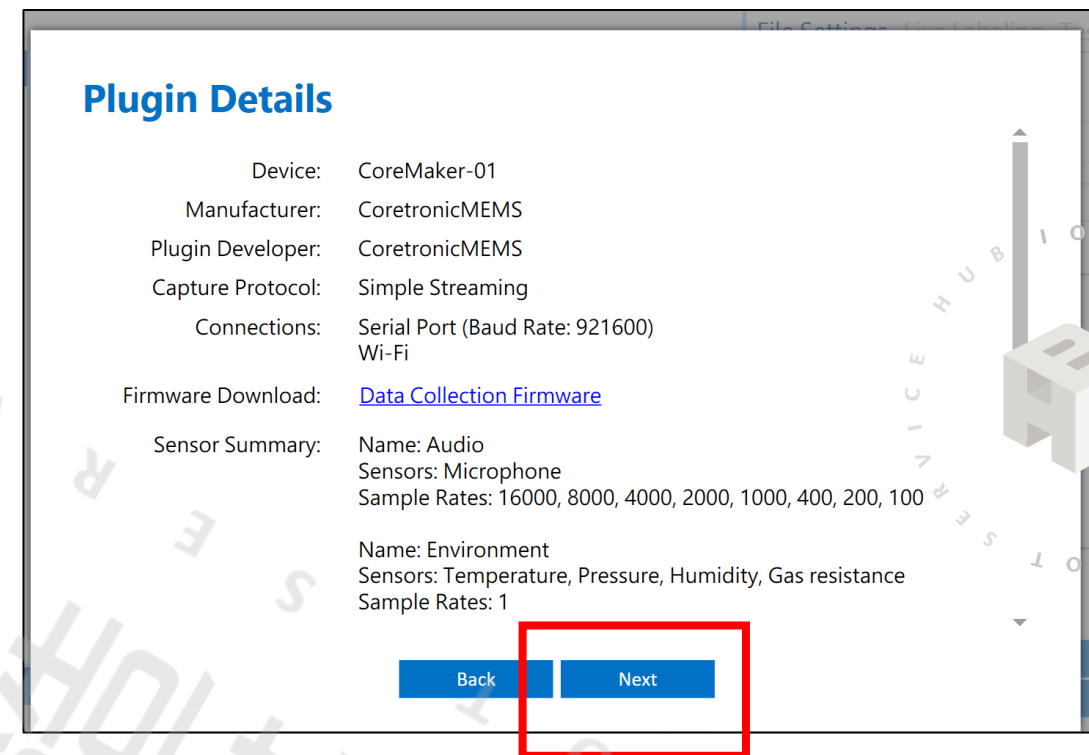 File Settings Live Labeling
Plugin Details
Device: CoreMaker-01
Manufacturer: CoretronicMEMS
Plugin Developer: CoretronicMEMS
Capture Protocol: Simple Streaming
Connections: Serial Port (Baud Rate: 921600)
Wi-Fi
Firmware Download: Data Collection Firmware
Sensor Summary: Name: Audio
Sensors: Microphone
Sample Rates: 16000, 8000, 4000, 2000, 1000, 400, 200, 100
Name: Environment
Sensors: Temperature, Pressure, Humidity, Gas resistance
Sample Rates: 1
Back Next